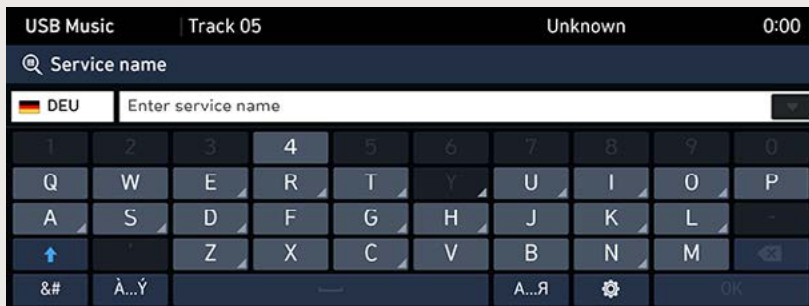 USB Music Track 05 Unknown 0:00
Service name
DEU Enter service name
1 2 3 4 5 6 7 8 9 0
Q W E R T Y U I O P
A S D F G H J K L -
' Z X C V B N M
&# À...Ý А...Я OK